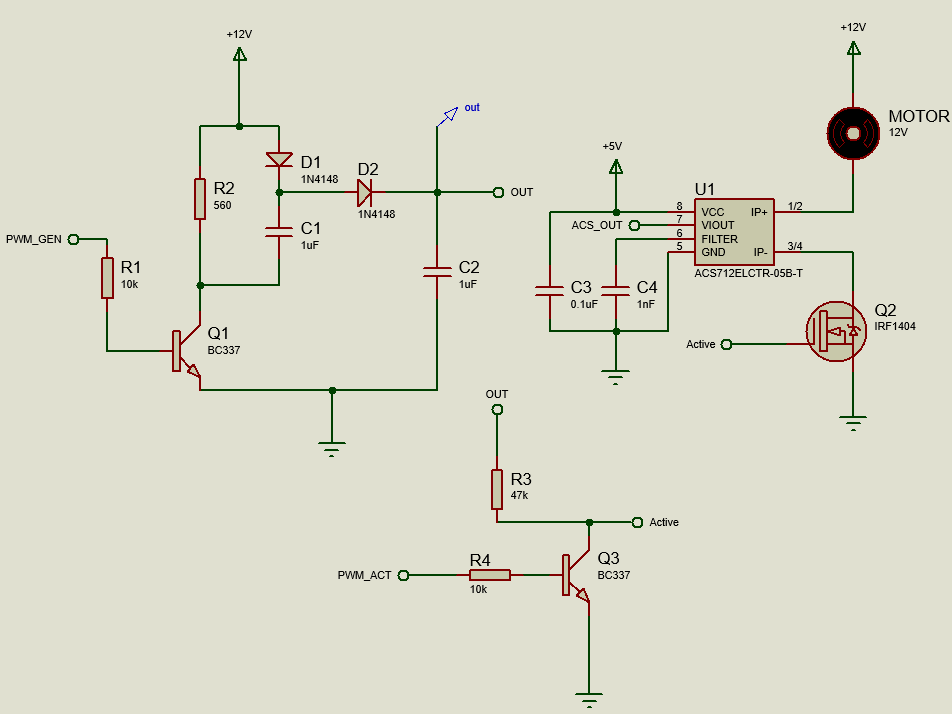 +12V
out
R2
560
D1
1N4148
D2
1N4148
OUT
C1
1uF
PWM_GEN
R1
10k
C2
1uF
Q1
BC337
+12V
MOTOR
12V
+5V
U1
8 VCC IP+ 1/2
ACS_OUT 7 VIOUT
6 FILTER
5 GND IP- 3/4
ACS712ELCTR-05B-T
C3
0.1uF
C4
1nF
Q2
IRF1404
Active
OUT
R3
47k
Active
PWM_ACT
R4
10k
Q3
BC337